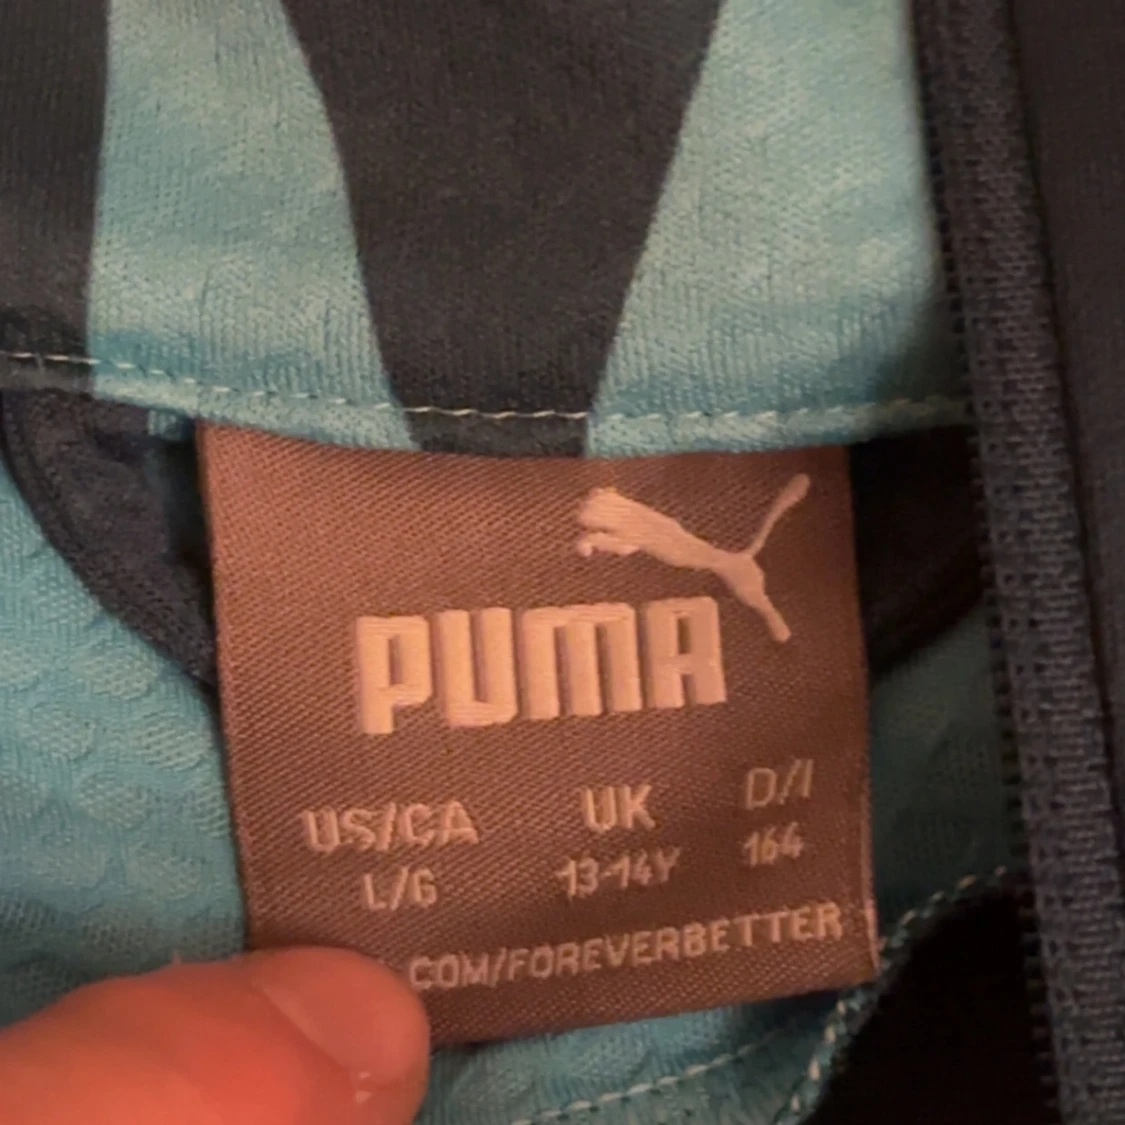 PUMA
US/CA UK D/I
L/G 13-14Y 164
.COM/FOREVERBETTER